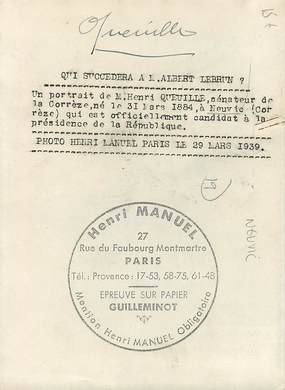 Queuille
QUI SUCCEDERA A M.ALBERT LEBRUN ?
Un portrait de M.Henri QUEUILLE,sénateur de
la Corrèze,né le 31 Mars 1884,à Neuvic (Cor
rèze) qui est officiellement candidat à la
présidence de la République.
PHOTO HENRI MANUEL PARIS LE 29 MARS 1939.
NEUVIC
Henri MANUEL
27
Rue du Faubourg Montmartre
PARIS
Tél.: Provence: 17-53, 58-75, 61-48
EPREUVE SUR PAPIER
GUILLEMINOT
Mention Henri MANUEL Obligatoire